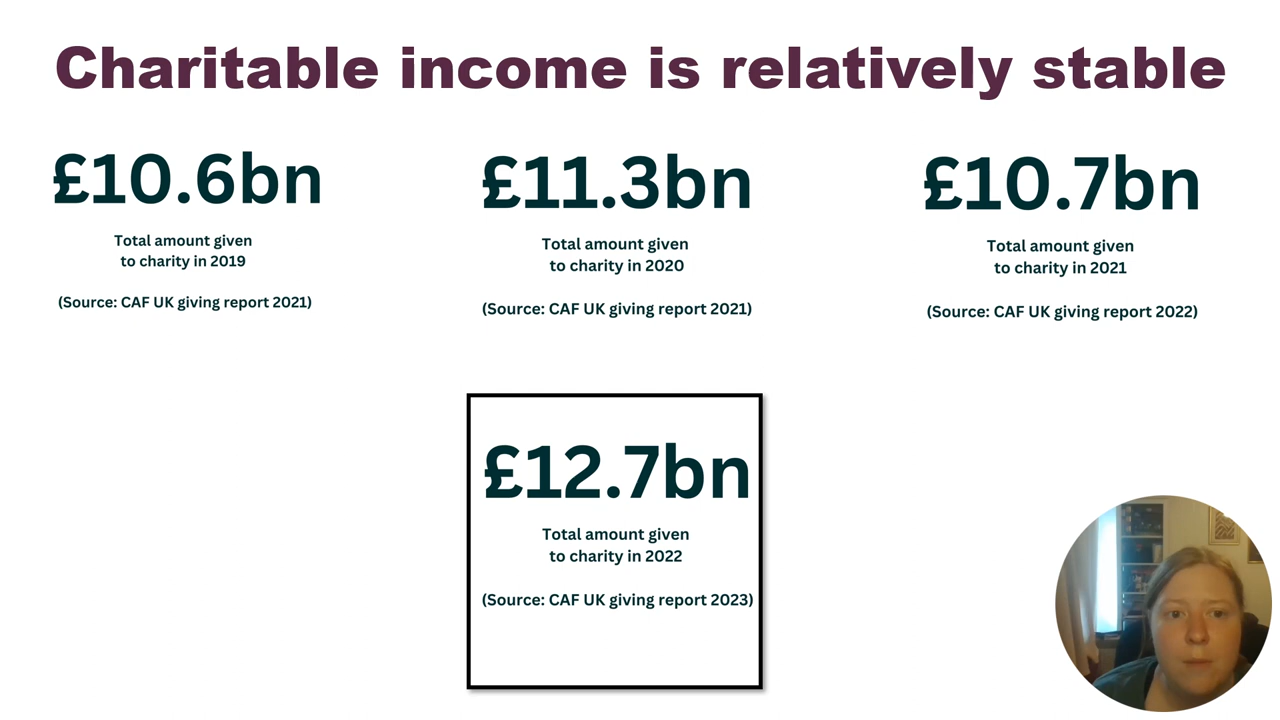 Charitable income is relatively stable
£10.6bn
Total amount given
to charity in 2019
(Source: CAF UK giving report 2021)
£11.3bn
Total amount given
to charity in 2020
(Source: CAF UK giving report 2021)
£10.7bn
Total amount given
to charity in 2021
(Source: CAF UK giving report 2022)
£12.7bn
Total amount given
to charity in 2022
(Source: CAF UK giving report 2023)